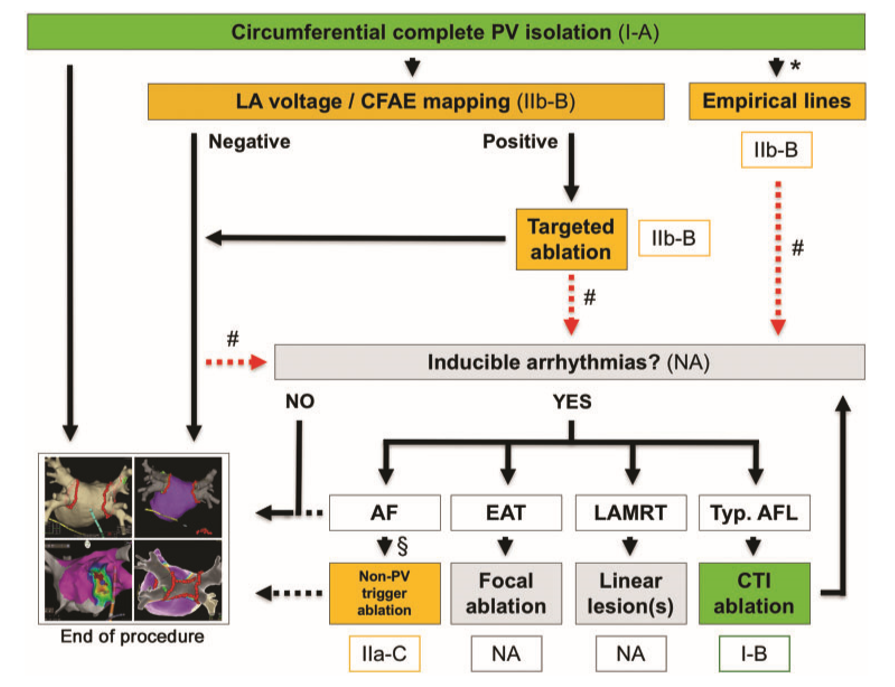 Circumferential complete PV isolation (I-A)
*
LA voltage / CFAE mapping (IIb-B)
Empirical lines
Negative
Positive
IIb-B
Targeted
ablation
IIb-B
#
#
#
Inducible arrhythmias? (NA)
NO
YES
AF
EAT
LAMRT
Typ. AFL
§
Non-PV
trigger
ablation
Focal
ablation
Linear
lesion(s)
CTI
ablation
End of procedure
IIa-C
NA
NA
I-B